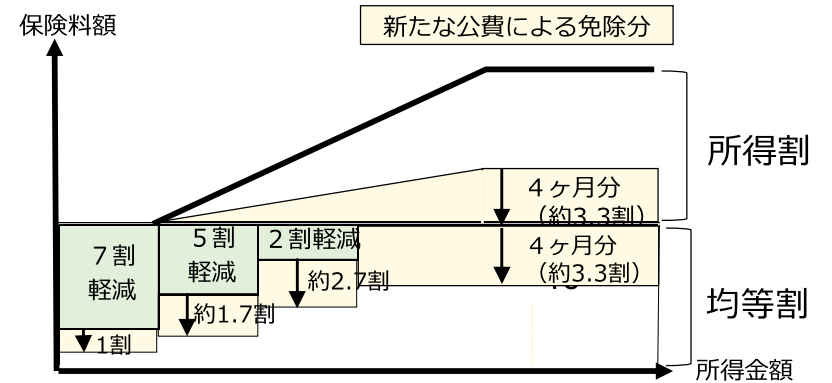 保険料額
新たな公費による免除分
所得割
４ヶ月分
（約3.3割）
７割
軽減
５割
軽減
２割軽減
４ヶ月分
（約3.3割）
約2.7割
約1.7割
1割
均等割
所得金額